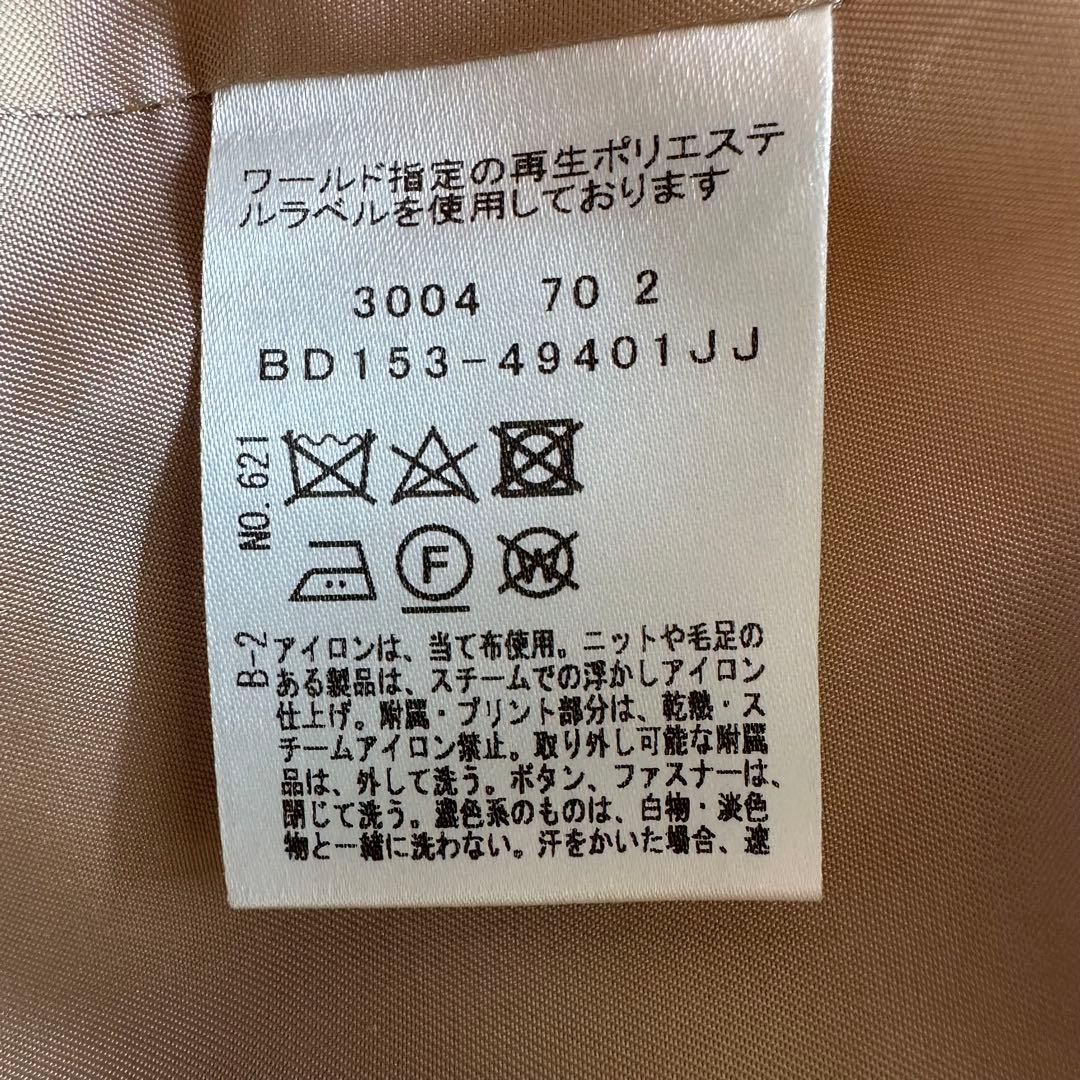 ワールド指定の再生ポリエステ
ルラベルを使用しております
3004 70 2
BD153-49401JJ
NO.621
F
W
B-2
アイロンは、当て布使用。ニットや毛足の
ある製品は、スチームでの浮かしアイロン
仕上げ。附属・プリント部分は、乾熱・ス
チームアイロン禁止。取り外し可能な附属
品は、外して洗う。ボタン、ファスナーは、
閉じて洗う。濃色系のものは、白物・淡色
物と一緒に洗わない。汗をかいた場合、速